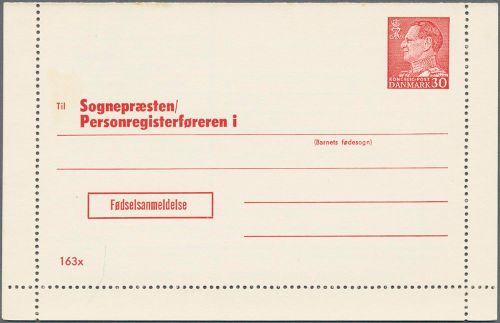 KONGELIG POST
DANMARK 30
Til Sognepræsten/
Personregisterføreren i
(Barnets fødesogn)
Fødselsanmeldelse
163x